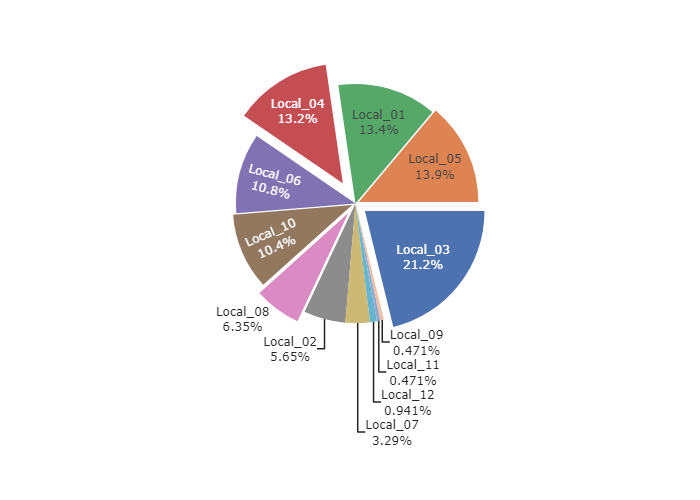 Local_04
13.2%
Local_01
13.4%
Local_05
13.9%
Local_06
10.8%
Local_10
10.4%
Local_03
21.2%
Local_08
6.35%
Local_02
5.65%
Local_09
0.471%
Local_11
0.471%
Local_12
0.941%
Local_07
3.29%